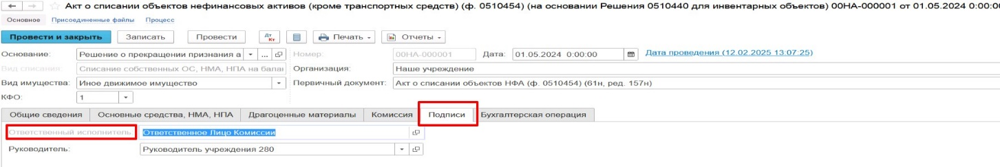 Акт о списании объектов нефинансовых активов (кроме транспортных средств) (ф. 0510454) (на основании Решения 0510440 для инвентарных объектов) 00НА-000001 от 01.05.2024 0:00:00
Основное Присоединенные файлы Процесс
Провести и закрыть Записать Провести Дт Кт Печать Отчеты
Основание: Решение о прекращении признания а ... Номер: 00НА-000001 Дата: 01.05.2024 0:00:00 Дата проведения (12.02.2025 13:07:25)
Вид списания: Списание собственных ОС, НМА, НПА на балан Организация: Наше учреждение
Вид имущества: Иное движимое имущество Первичный документ: Акт о списании объектов НФА (ф. 0510454) (61н, ред. 157н)
КФО: 1
Общие сведения Основные средства, НМА, НПА Драгоценные материалы Комиссия Подписи Бухгалтерская операция
Ответственный исполнитель Ответственное Лицо Комиссии
Руководитель: Руководитель учреждения 280